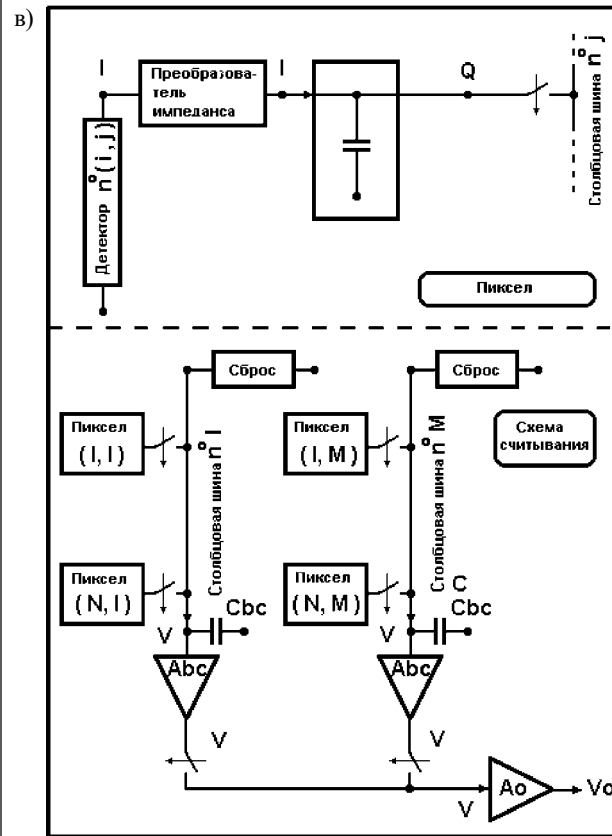 в)
I
Преобразова-
тель
импеданса
I
Q
Столбцовая шина n° j
Детектор n° (i, j)
Пиксел
Сброс
Сброс
Пиксел
(I, I)
Столбцовая шина n° I
Пиксел
(I, M)
Столбцовая шина n° M
Схема
считывания
Пиксел
(N, I)
V
Cbc
Пиксел
(N, M)
V
C
Cbc
Abc
Abc
V
V
V
Ao
Vo